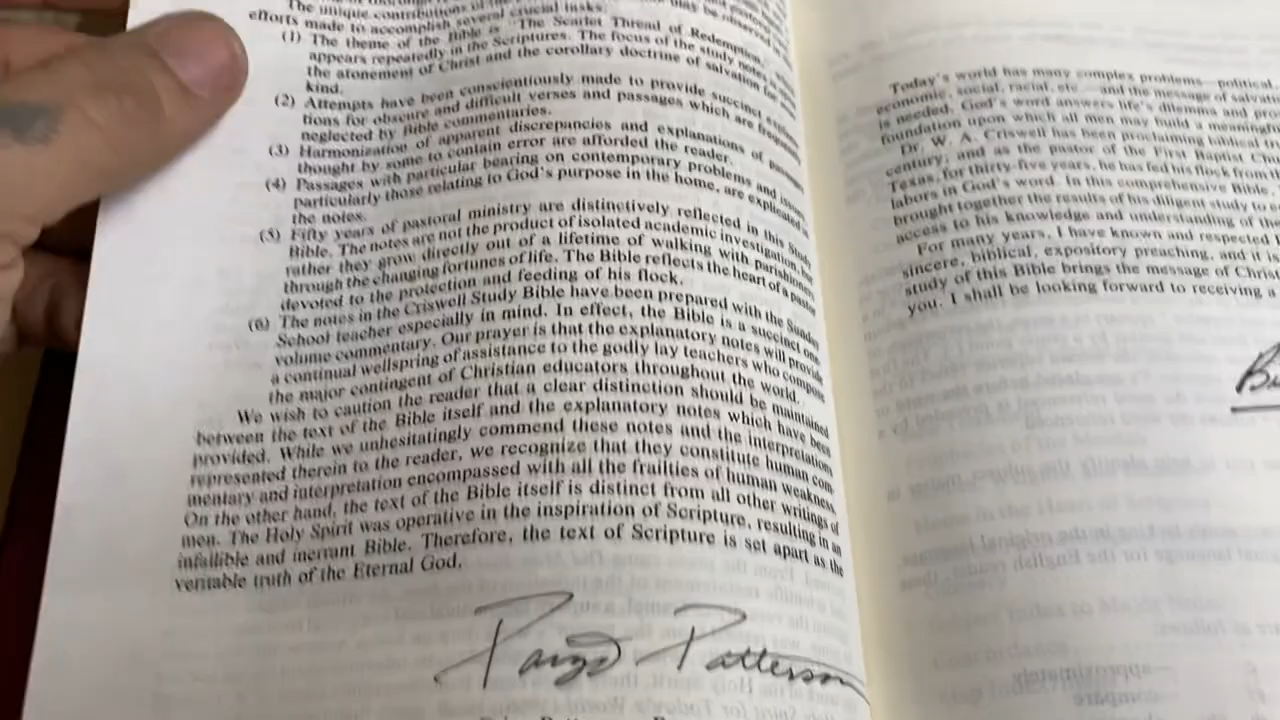 The unique contributions of the
efforts made to accomplish several crucial tasks:
(1) The theme of the Bible is "The Scarlet Thread of Redemption,
appears repeatedly in the Scriptures. The focus of the study notes is
the atonement of Christ and the corollary doctrine of salvation for
kind.
(2) Attempts have been conscientiously made to provide succinct
tions for obscure and difficult verses and passages which are frequently
neglected by Bible commentaries.
(3) Harmonization of apparent discrepancies and explanations of passages
thought by some to contain error are afforded the reader.
(4) Passages with particular bearing on contemporary problems and issues
particularly those relating to God's purpose in the home, are explicated in
the notes.
(5) Fifty years of pastoral ministry are distinctively reflected in this Study
Bible. The notes are not the product of isolated academic investigation, but
rather they grow directly out of a lifetime of walking with parishioners
through the changing fortunes of life. The Bible reflects the heart of a pastor
devoted to the protection and feeding of his flock.
(6) The notes in the Criswell Study Bible have been prepared with the Sunday
School teacher especially in mind. In effect, the Bible is a succinct one
volume commentary. Our prayer is that the explanatory notes will provide
a continual wellspring of assistance to the godly lay teachers who compose
the major contingent of Christian educators throughout the world.
We wish to caution the reader that a clear distinction should be maintained
between the text of the Bible itself and the explanatory notes which have been
provided. While we unhesitatingly commend these notes and the interpretations
represented therein to the reader, we recognize that they constitute human com
mentary and interpretation encompassed with all the frailties of human weakness.
On the other hand, the text of the Bible itself is distinct from all other writings of
men. The Holy Spirit was operative in the inspiration of Scripture, resulting in an
infallible and inerrant Bible. Therefore, the text of Scripture is set apart as the
veritable truth of the Eternal God.
Paige Patterson
Today's world has many complex problems—political,
economic, social, racial, etc.—and the message of salvat
is needed. God's word answers life's dilemma and pro
foundation upon which all men may build a meaningf
Dr. W. A. Criswell has been proclaiming biblical tr
century; and as the pastor of the First Baptist Ch
Texas, for thirty-five years, he has fed his flock from th
labors in God's word. In this comprehensive Bible,
brought together the results of his diligent study to e
access to his knowledge and understanding of the
For many years, I have known and respected
sincere, biblical, expository preaching, and it is
study of this Bible brings the message of Christ
you. I shall be looking forward to receiving a